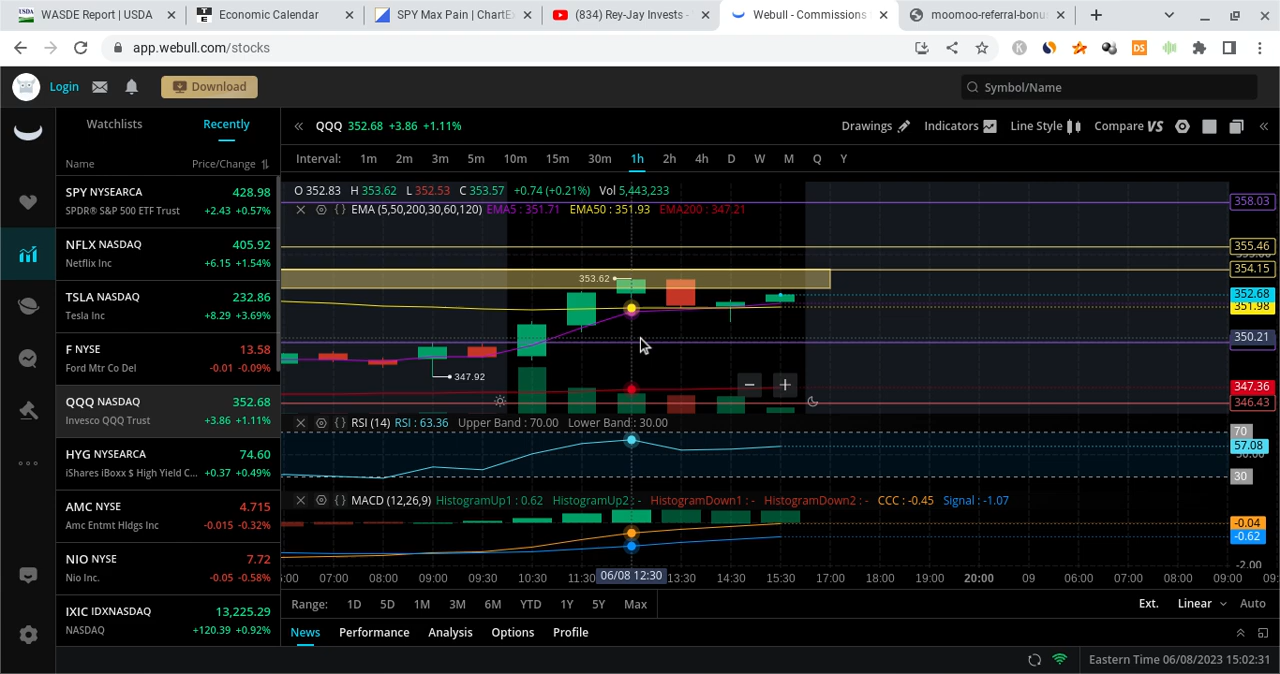 WASDE Report | USDA
Economic Calendar
SPY Max Pain | ChartEx
(834) Rey-Jay Invests -
Webull - Commissions
moomoo-referral-bonu
app.webull.com/stocks
Login
Download
Symbol/Name
Watchlists
Recently
Name
Price/Change
SPY NYSEARCA 428.98
SPDR® S&P 500 ETF Trust +2.43 +0.57%
NFLX NASDAQ 405.92
Netflix Inc +6.15 +1.54%
TSLA NASDAQ 232.86
Tesla Inc +8.29 +3.69%
F NYSE 13.58
Ford Mtr Co Del -0.01 -0.09%
QQQ NASDAQ 352.68
Invesco QQQ Trust +3.86 +1.11%
HYG NYSEARCA 74.60
iShares iBoxx $ High Yield C... +0.37 +0.49%
AMC NYSE 4.715
Amc Entmt Hldgs Inc -0.015 -0.32%
NIO NYSE 7.72
Nio Inc. -0.05 -0.58%
IXIC IDXNASDAQ 13,225.29
NASDAQ +120.39 +0.92%
QQQ 352.68 +3.86 +1.11%
Drawings
Indicators
Line Style
Compare VS
Interval: 1m 2m 3m 5m 10m 15m 30m 1h 2h 4h D W M Q Y
O 352.83 H 353.62 L 352.53 C 353.57 +0.74 (+0.21%) Vol 5,443,233
EMA (5,50,200,30,60,120) EMA5 : 351.71 EMA50 : 351.93 EMA200 : 347.21
353.62
347.92
358.03
355.46
354.15
352.68
351.98
350.21
347.36
346.43
RSI (14) RSI : 63.36 Upper Band : 70.00 Lower Band : 30.00
70
57.08
30
MACD (12,26,9) HistogramUp1 : 0.62 HistogramUp2 : - HistogramDown1 : - HistogramDown2 : - CCC : -0.45 Signal : -1.07
-0.04
-0.62
-2.00
07:00 08:00 09:00 09:30 10:30 11:30 06/08 12:30 13:30 14:30 15:30 17:00 18:00 19:00 20:00 09 06:00 07:00 08:00 09:00
Range: 1D 5D 1M 3M 6M YTD 1Y 5Y Max
Ext. Linear Auto
News Performance Analysis Options Profile
Eastern Time 06/08/2023 15:02:31